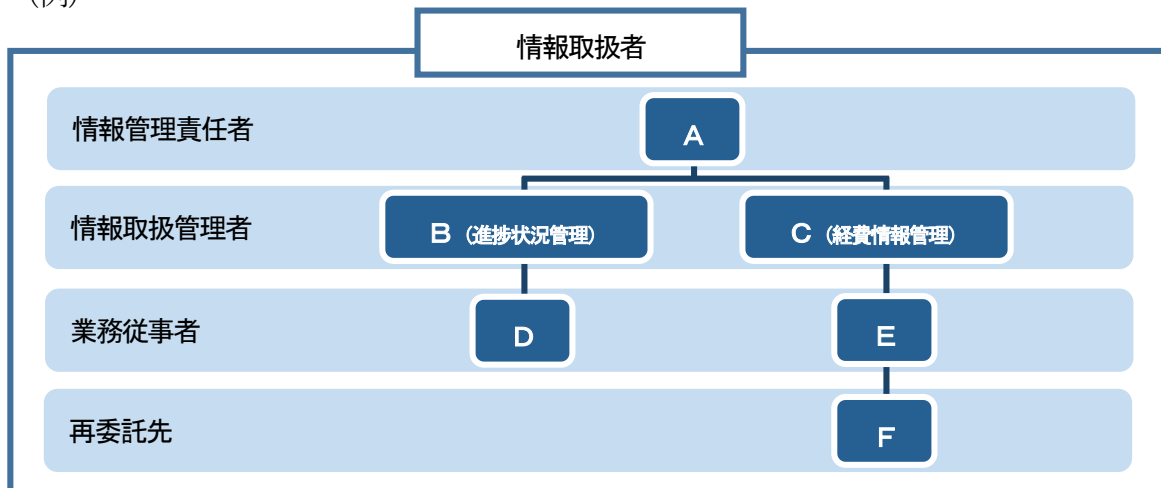 （例）
情報取扱者
情報管理責任者
A
情報取扱管理者
B（進捗状況管理）
C（経費情報管理）
業務従事者
D
E
再委託先
F